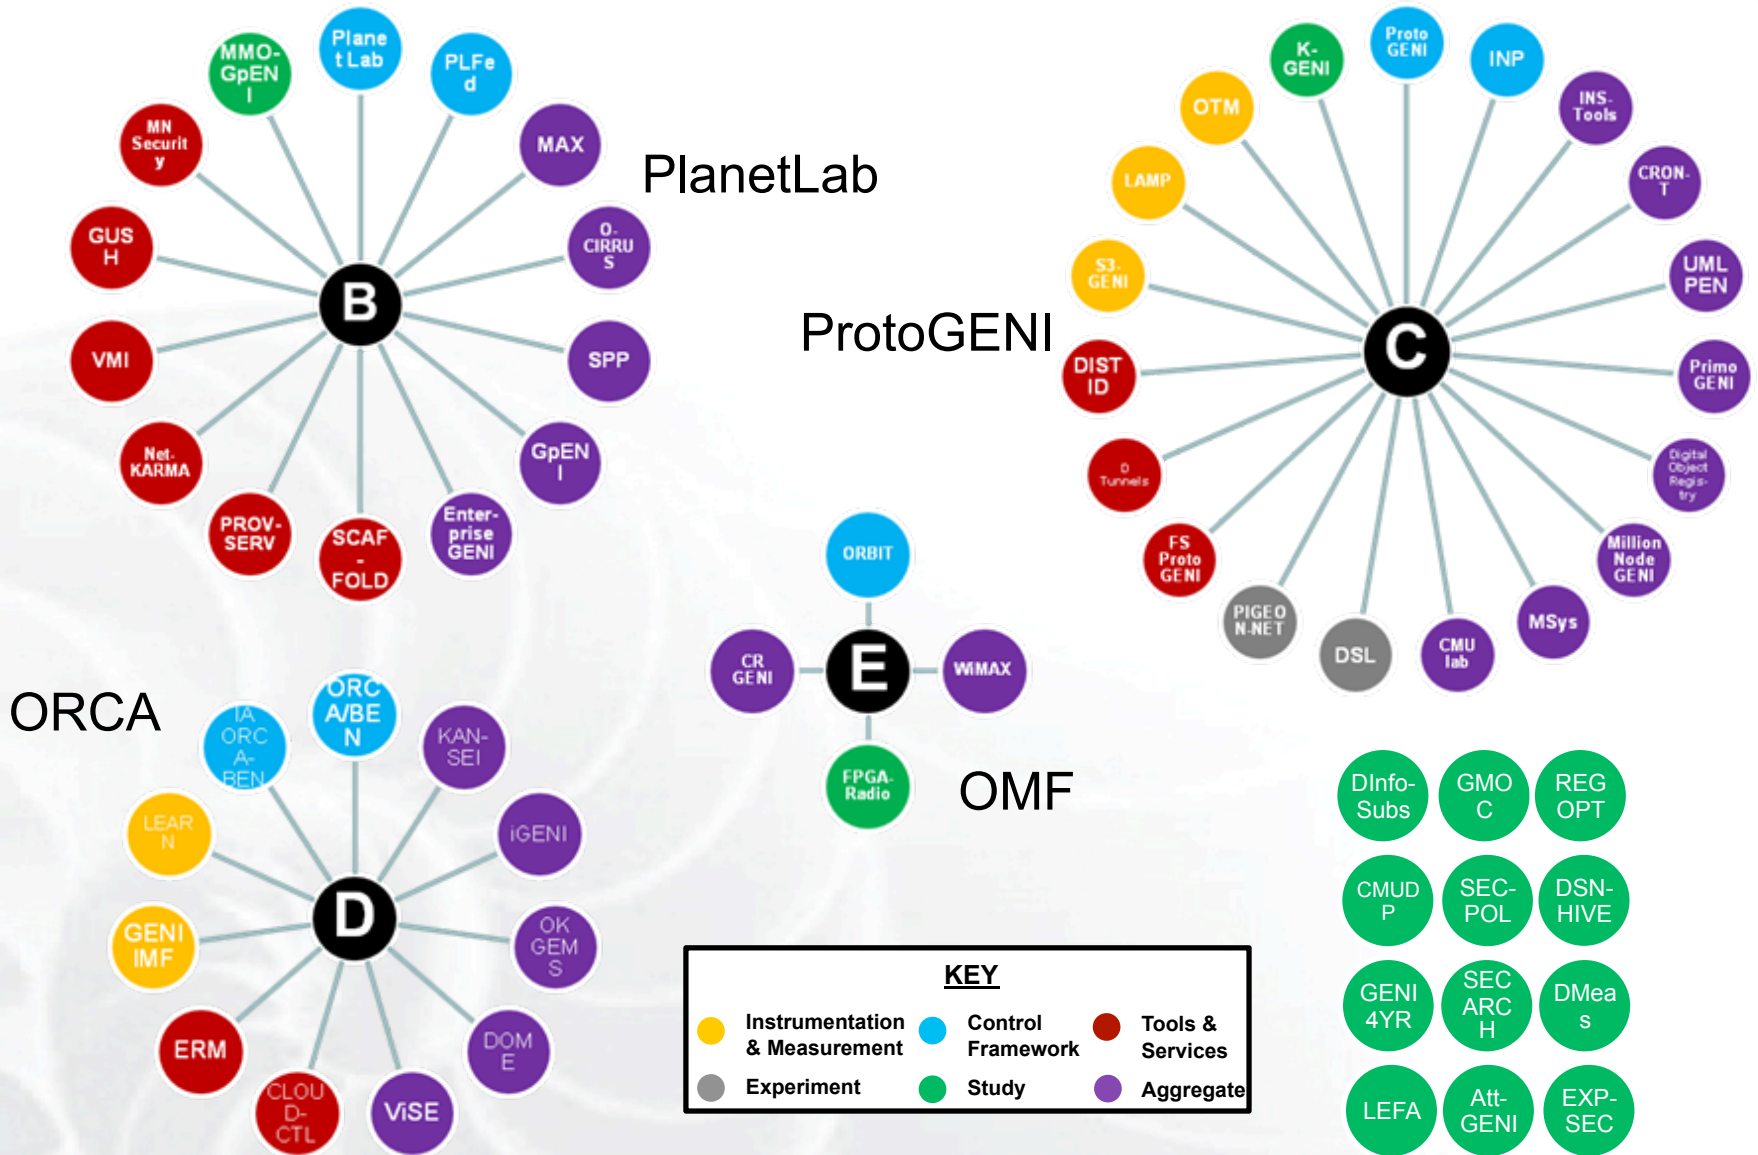 MMO-
GpEN
I
Plane
t Lab
PLFe
d
MN
Securit
y
MAX
PlanetLab
GUS
H
O-
CIRRU
S
B
VMI
SPP
Net-
KARMA
GpEN
I
PROV-
SERV
SCAF
-
FOLD
Enter-
prise
GENI
K-
GENI
Proto
GENI
INP
OTM
INS-
Tools
LAMP
CRON-
T
S3-
GENI
UML
PEN
ProtoGENI
C
DIST
ID
Primo
GENI
D
Tunnels
Digital
Object
Regis-
try
FS
Proto
GENI
Million
Node
GENI
PIGEO
N-NET
DSL
CMU
lab
MSys
ORBIT
CR
GENI
E
WiMAX
FPGA-
Radio
OMF
ORCA
IA
ORC
A-
BEN
ORC
A/BE
N
KAN-
SEI
LEAR
N
iGENI
GENI
IMF
D
OK
GEM
S
ERM
DOM
E
CLOU
D-
CTL
ViSE
KEY
Instrumentation
& Measurement
Control
Framework
Tools &
Services
Experiment
Study
Aggregate
DInfo-
Subs
GMO
C
REG
OPT
CMUD
P
SEC-
POL
DSN-
HIVE
GENI
4YR
SEC
ARC
H
DMea
s
LEFA
Att-
GENI
EXP-
SEC